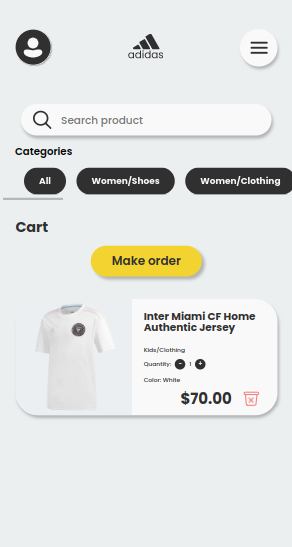 adidas
Search product
Categories
All
Women/Shoes
Women/Clothing
Cart
Make order
Inter Miami CF Home
Authentic Jersey
Kids/Clothing
Quantity: - 1 +
Color: White
$70.00